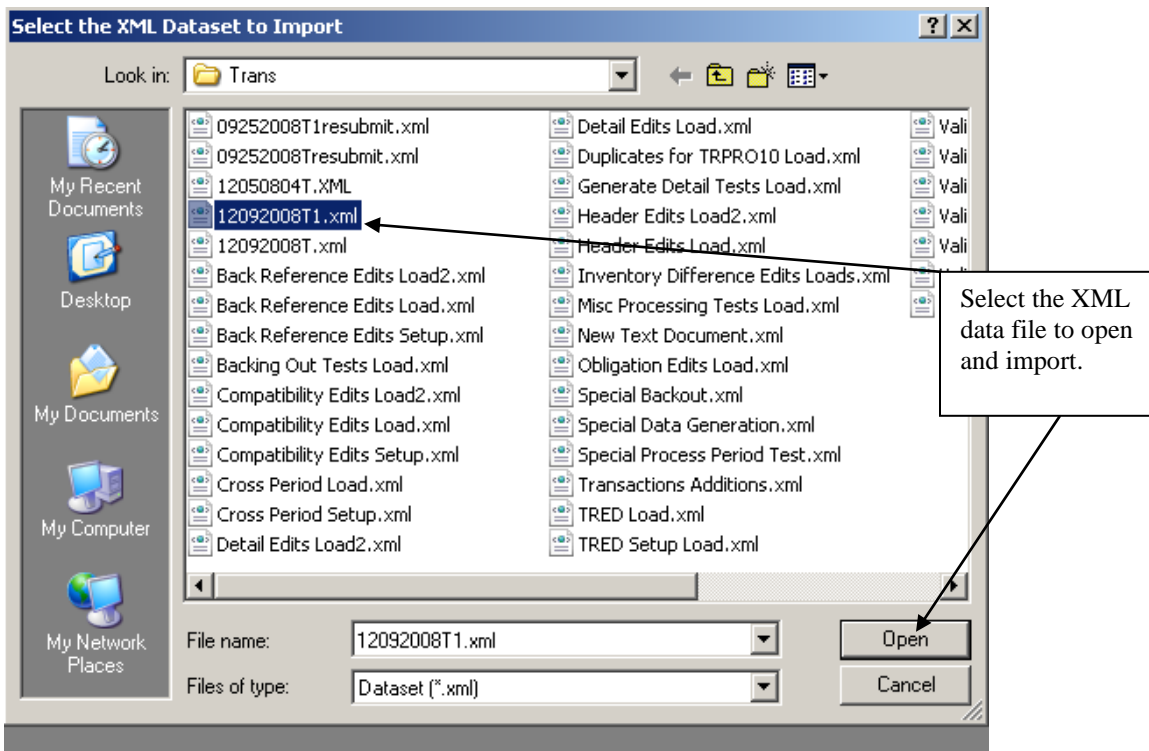 Select the XML Dataset to Import
Look in: Trans
My Recent Documents
Desktop
My Documents
My Computer
My Network Places
09252008T1resubmit.xml
09252008Tresubmit.xml
12050804T.XML
12092008T1.xml
12092008T.xml
Back Reference Edits Load2.xml
Back Reference Edits Load.xml
Back Reference Edits Setup.xml
Backing Out Tests Load.xml
Compatibility Edits Load2.xml
Compatibility Edits Load.xml
Compatibility Edits Setup.xml
Cross Period Load.xml
Cross Period Setup.xml
Detail Edits Load2.xml
Detail Edits Load.xml
Duplicates for TRPRO10 Load.xml
Generate Detail Tests Load.xml
Header Edits Load2.xml
Header Edits Load.xml
Inventory Difference Edits Loads.xml
Misc Processing Tests Load.xml
New Text Document.xml
Obligation Edits Load.xml
Special Backout.xml
Special Data Generation.xml
Special Process Period Test.xml
Transactions Additions.xml
TRED Load.xml
TRED Setup Load.xml
Vali
Vali
Vali
Vali
Vali
Select the XML
data file to open
and import.
File name: 12092008T1.xml
Open
Files of type: Dataset (*.xml)
Cancel